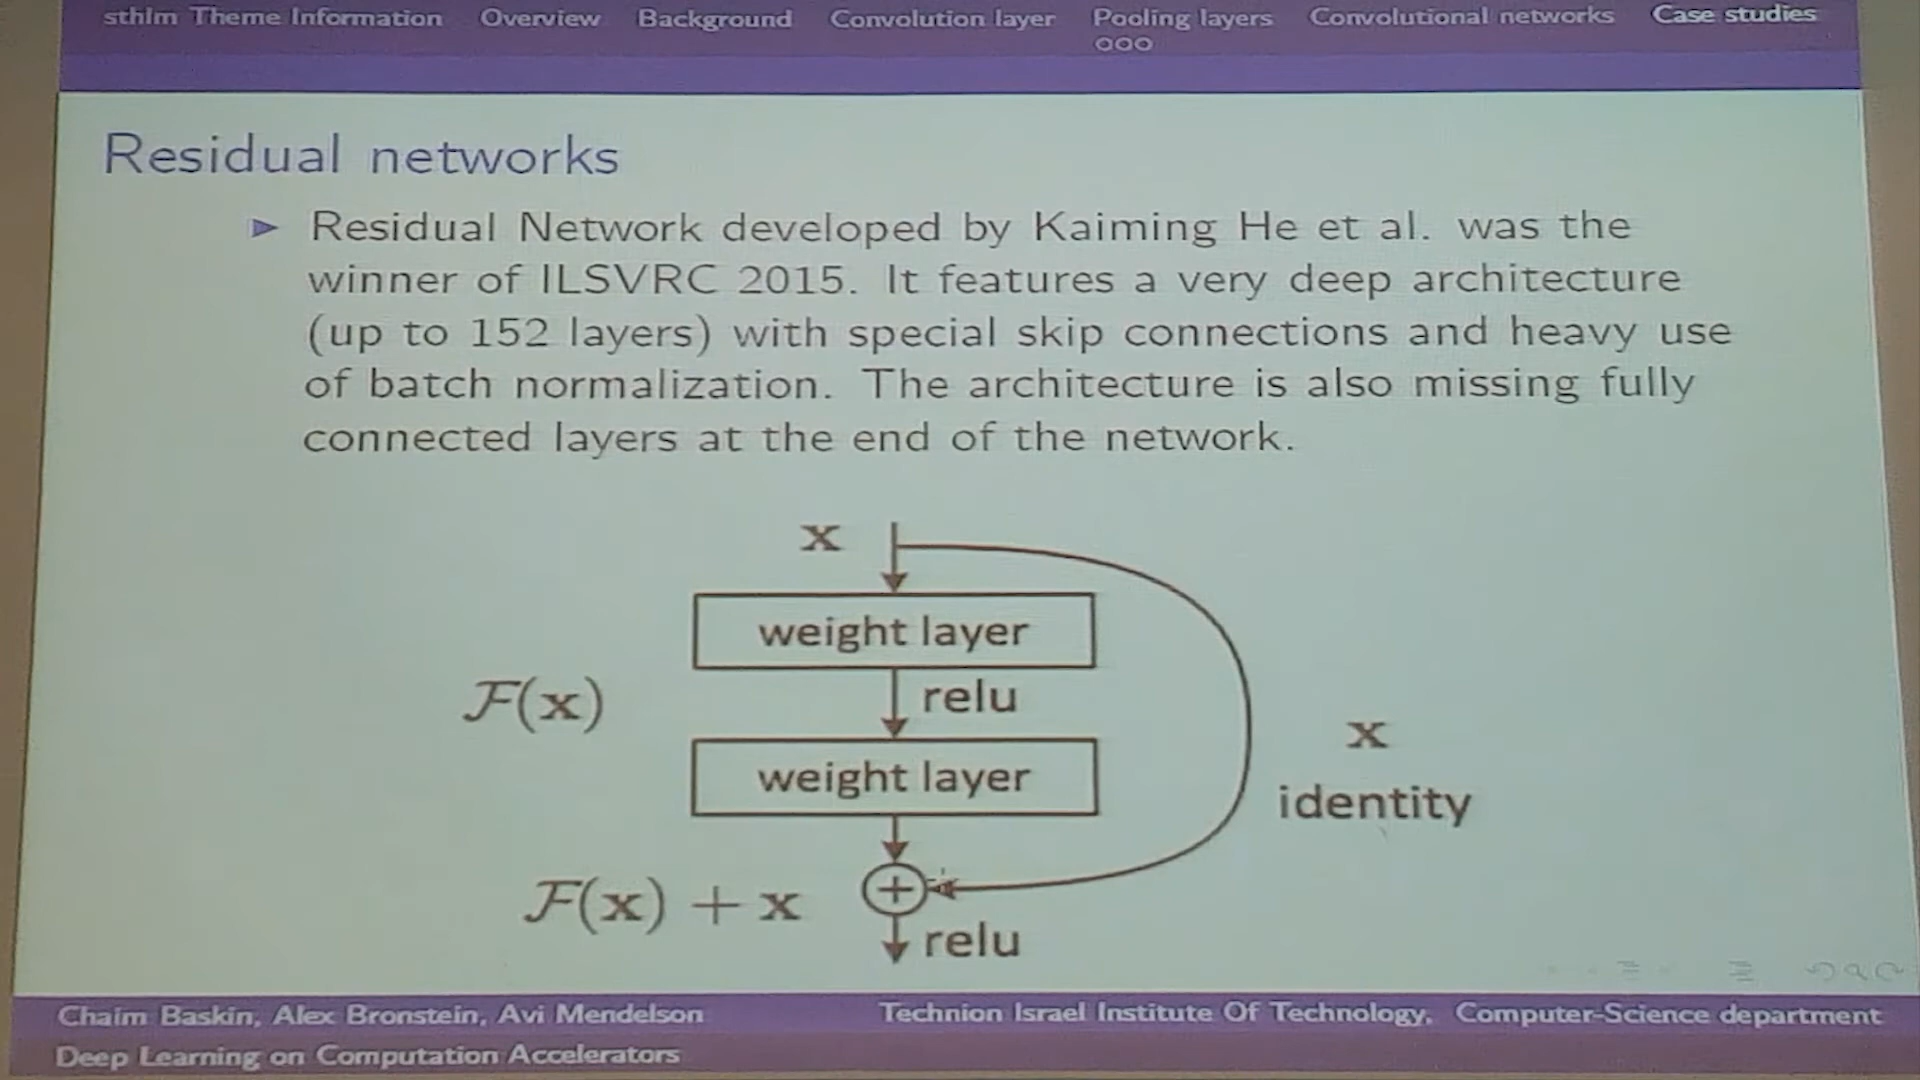 sthlm Theme Information Overview Background Convolution layer Pooling layers Convolutional networks Case studies
Residual networks
Residual Network developed by Kaiming He et al. was the
winner of ILSVRC 2015. It features a very deep architecture
(up to 152 layers) with special skip connections and heavy use
of batch normalization. The architecture is also missing fully
connected layers at the end of the network.
x
weight layer
F(x)
relu
x
weight layer
identity
F(x) + x
+
relu
Chaim Baskin, Alex Bronstein, Avi Mendelson
Technion Israel Institute Of Technology, Computer-Science department
Deep Learning on Computation Accelerators